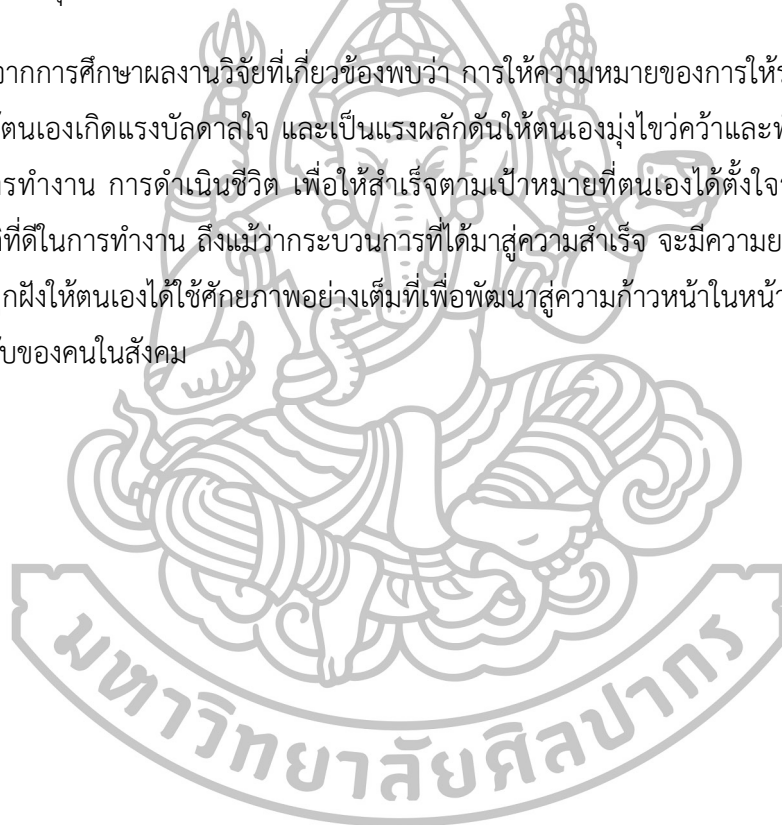 จากการศึกษาผลงานวิจัยที่เกี่ยวข้องพบว่า การให้ความหมายของการให้
ตนเองเกิดแรงบัลดาลใจ และเป็นแรงผลักดันให้ตนเองมุ่งไขว่คว้าและ
ารทำงาน การดำเนินชีวิต เพื่อให้สำเร็จตามเป้าหมายที่ตนเองได้ตั้งใจ
ที่ดีในการทำงาน ถึงแม้ว่ากระบวนการที่ได้มาสู่ความสำเร็จ จะมีความ
กฝังให้ตนเองได้ใช้ศักยภาพอย่างเต็มที่เพื่อพัฒนาสู่ความก้าวหน้าในหน้า
บของคนในสังคม
มหาวิทยาลัยศิลปากร